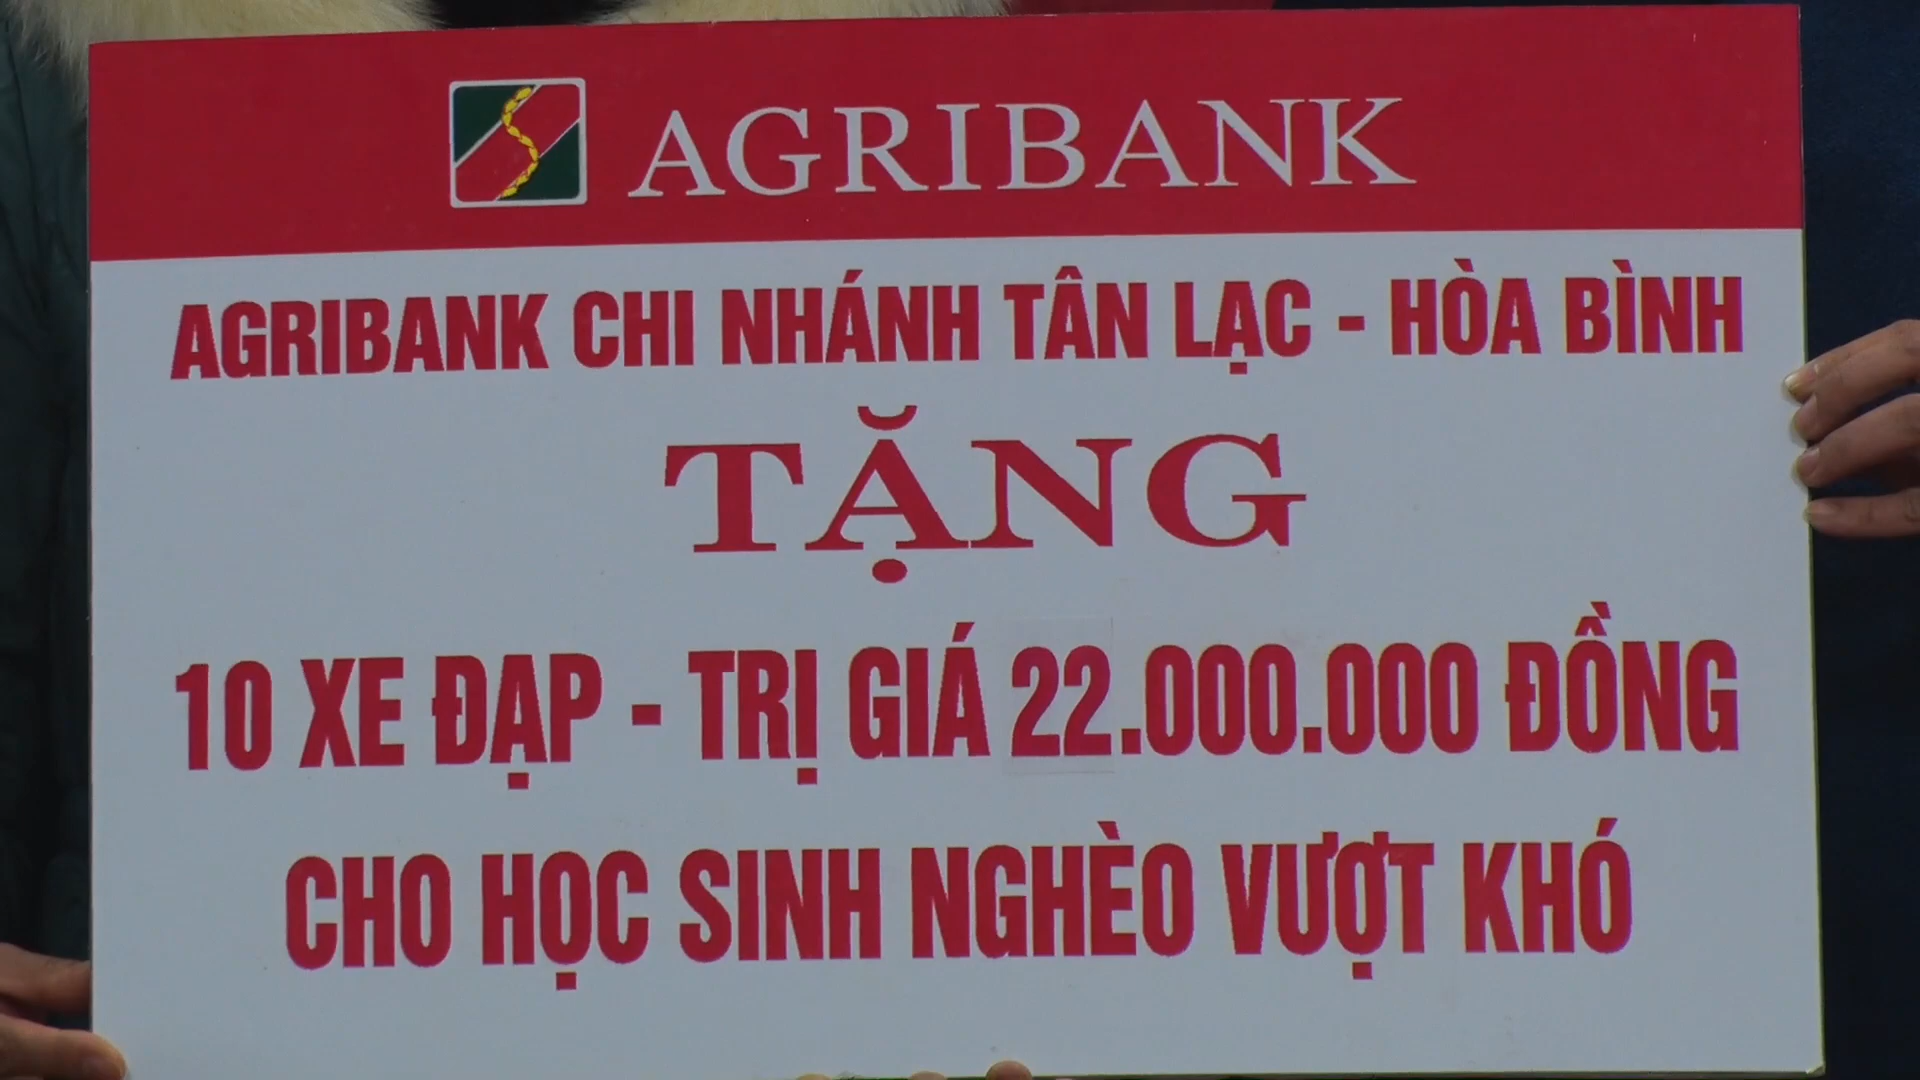 AGRIBANK
AGRIBANK CHI NHÁNH TÂN LẠC - HÒA BÌNH
TẶNG
10 XE ĐẠP - TRỊ GIÁ 22.000.000 ĐỒNG
CHO HỌC SINH NGHÈO VƯỢT KHÓ